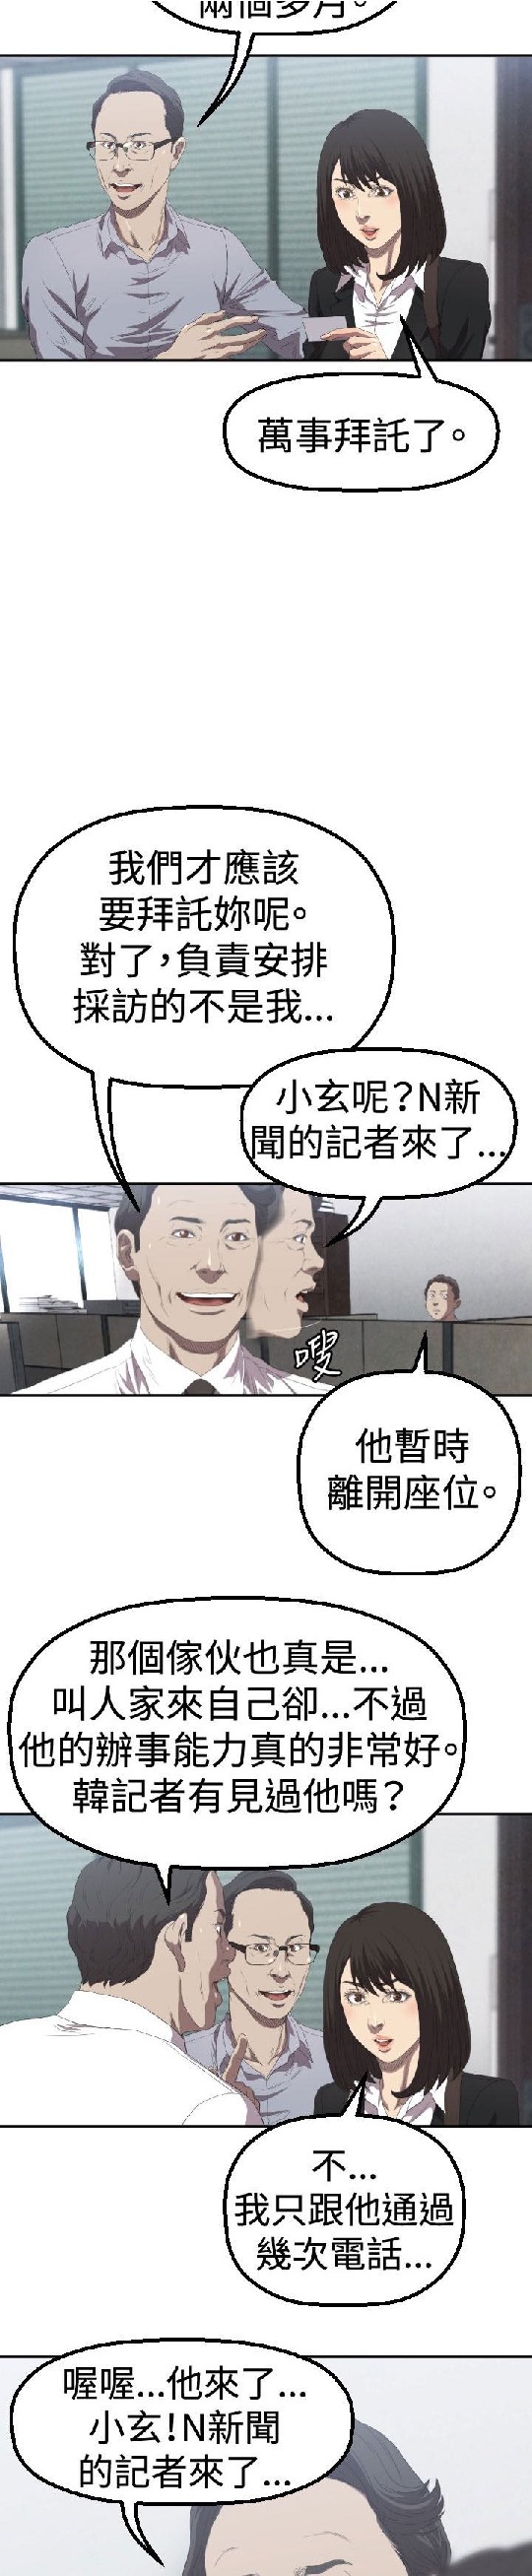 兩個多月。
萬事拜託了。
我們才應該
要拜託妳呢。
對了，負責安排
採訪的不是我...
小玄呢？N新
聞的記者來了...
嗖
他暫時
離開座位。
那個傢伙也真是...
叫人家來自己卻...不過
他的辦事能力真的非常好。
韓記者有見過他嗎？
不...
我只跟他通過
幾次電話...
喔喔...他來了...
小玄！N新聞
的記者來了...